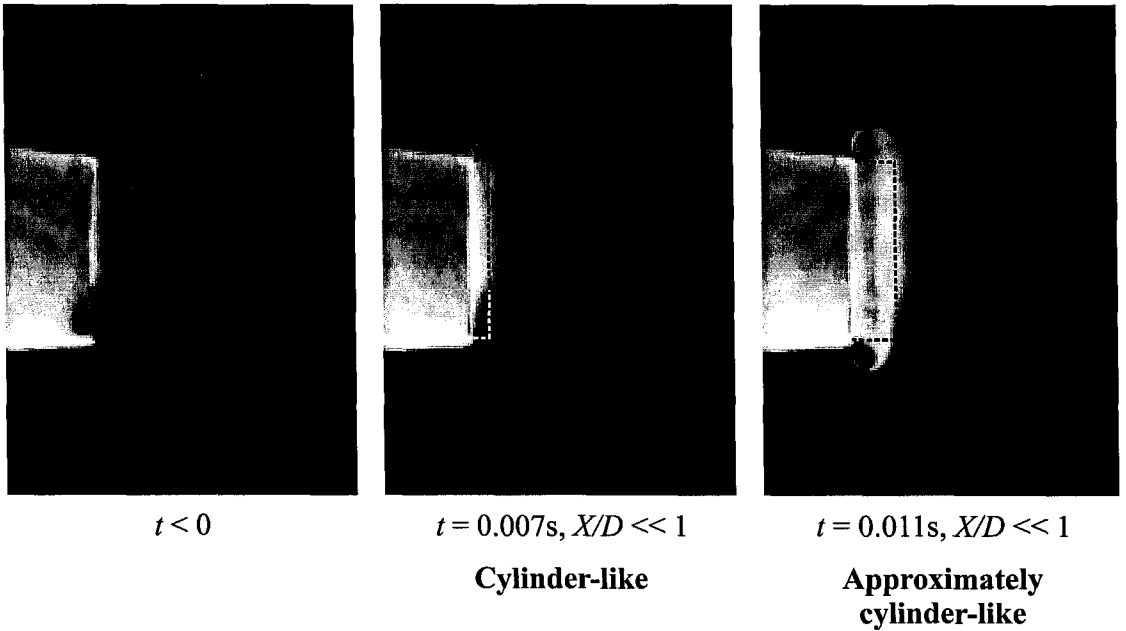 t < 0
t = 0.007s, X/D << 1
t = 0.011s, X/D << 1
Cylinder-like
Approximately
cylinder-like